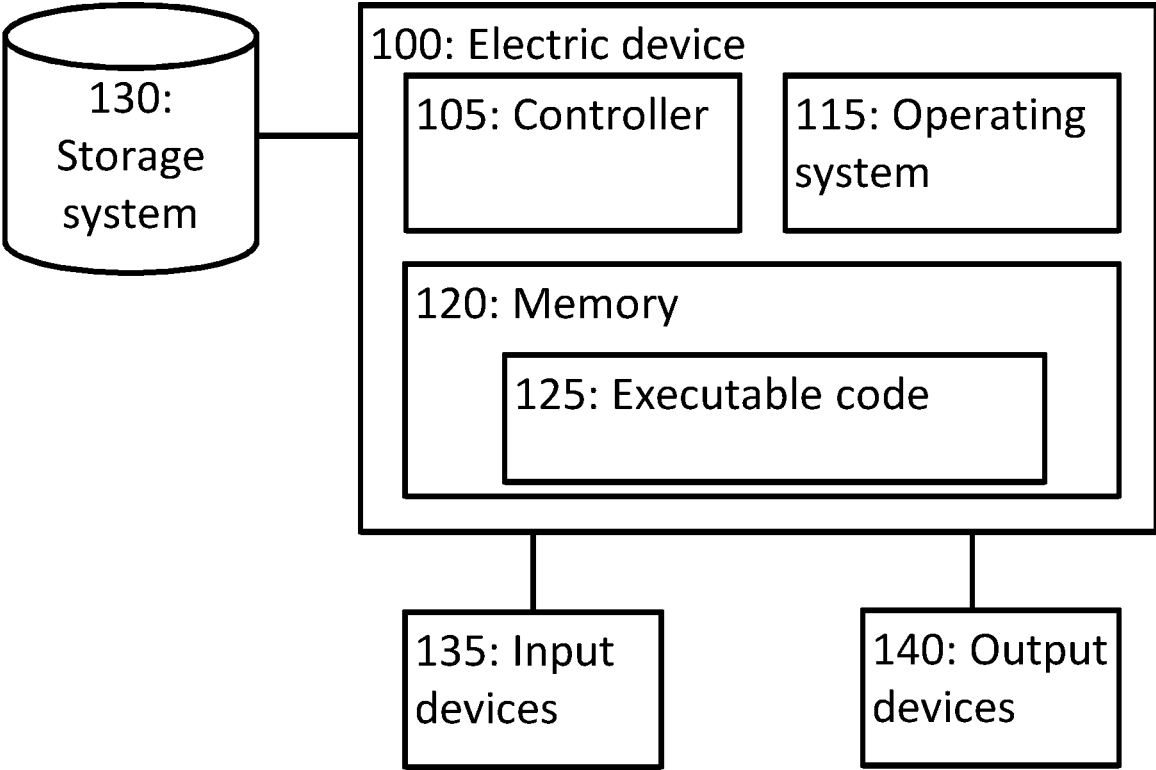 130:
Storage
system
100: Electric device
105: Controller
115: Operating
system
120: Memory
125: Executable code
135: Input
devices
140: Output
devices